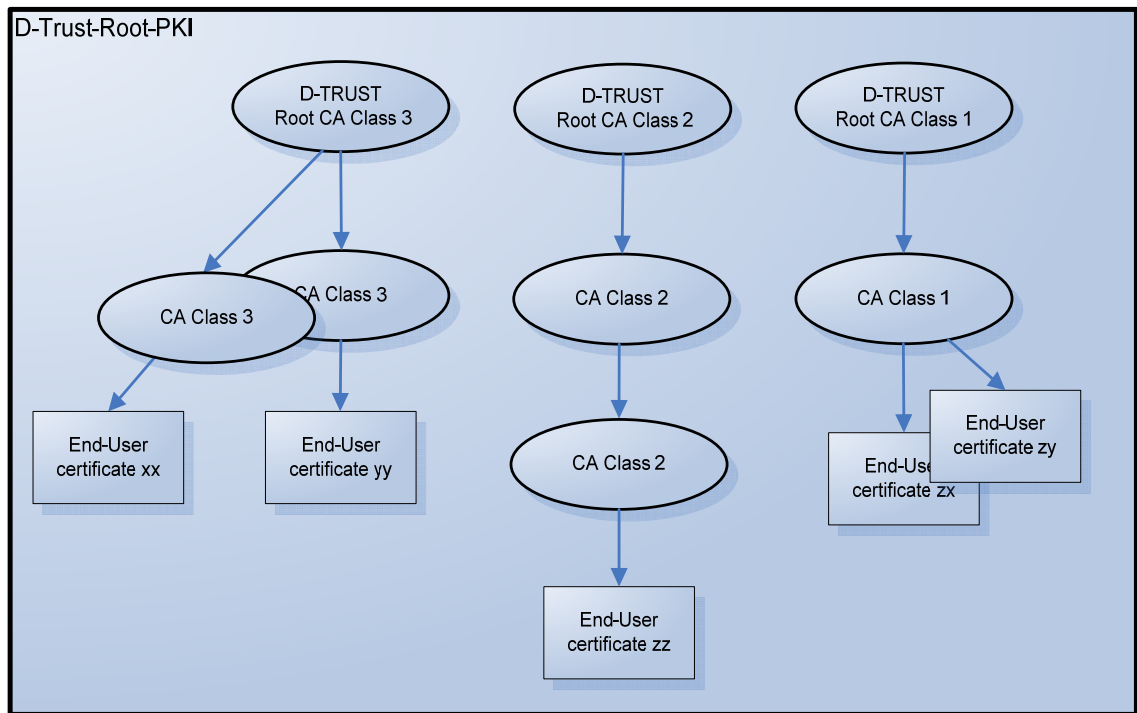 D-Trust-Root-PKI
D-TRUST
Root CA Class 3
D-TRUST
Root CA Class 2
D-TRUST
Root CA Class 1
CA Class 3
CA Class 3
CA Class 2
CA Class 1
End-User
certificate xx
End-User
certificate yy
CA Class 2
End-User
certificate zx
End-User
certificate zy
End-User
certificate zz